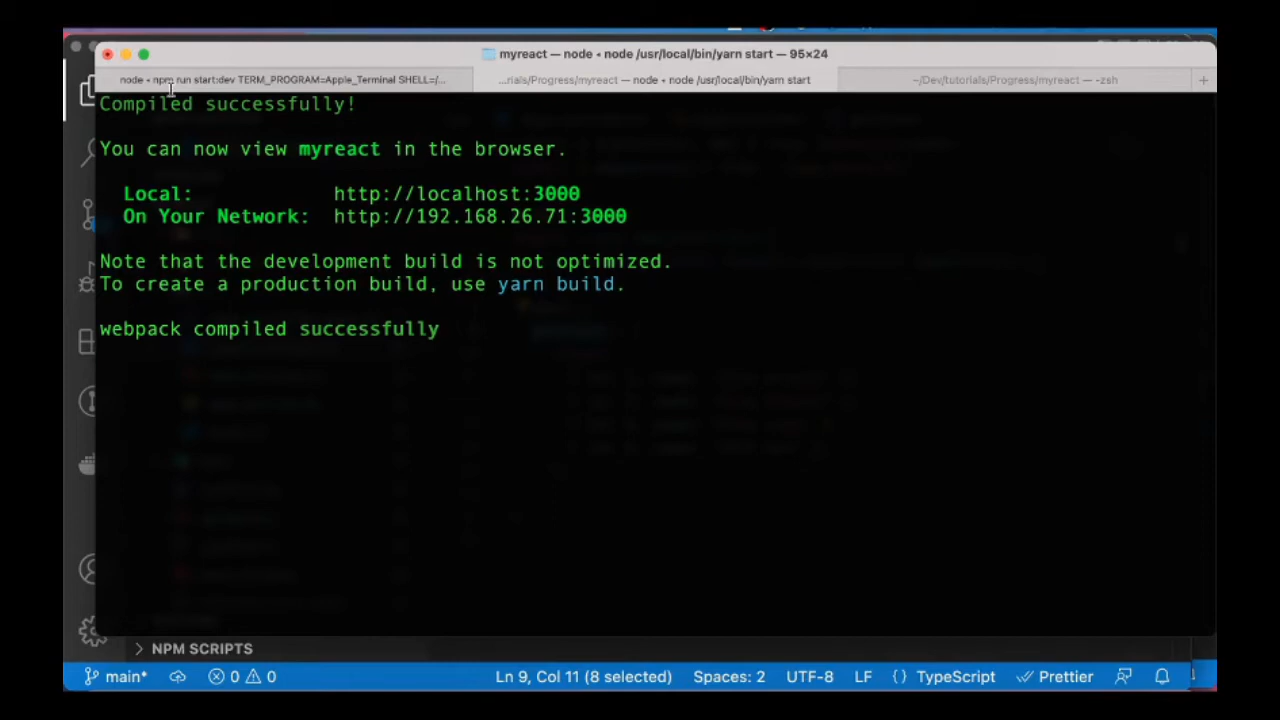 myreact — node ◂ node /usr/local/bin/yarn start — 95×24
node ◂ npm run start:dev TERM_PROGRAM=Apple_Terminal SHELL=/...
...rials/Progress/myreact — node ◂ node /usr/local/bin/yarn start
~/Dev/tutorials/Progress/myreact — -zsh
+
Compiled successfully!
You can now view myreact in the browser.
Local: http://localhost:3000
On Your Network: http://192.168.26.71:3000
Note that the development build is not optimized.
To create a production build, use yarn build.
webpack compiled successfully
NPM SCRIPTS
main* 0 0 Ln 9, Col 11 (8 selected) Spaces: 2 UTF-8 LF {} TypeScript Prettier